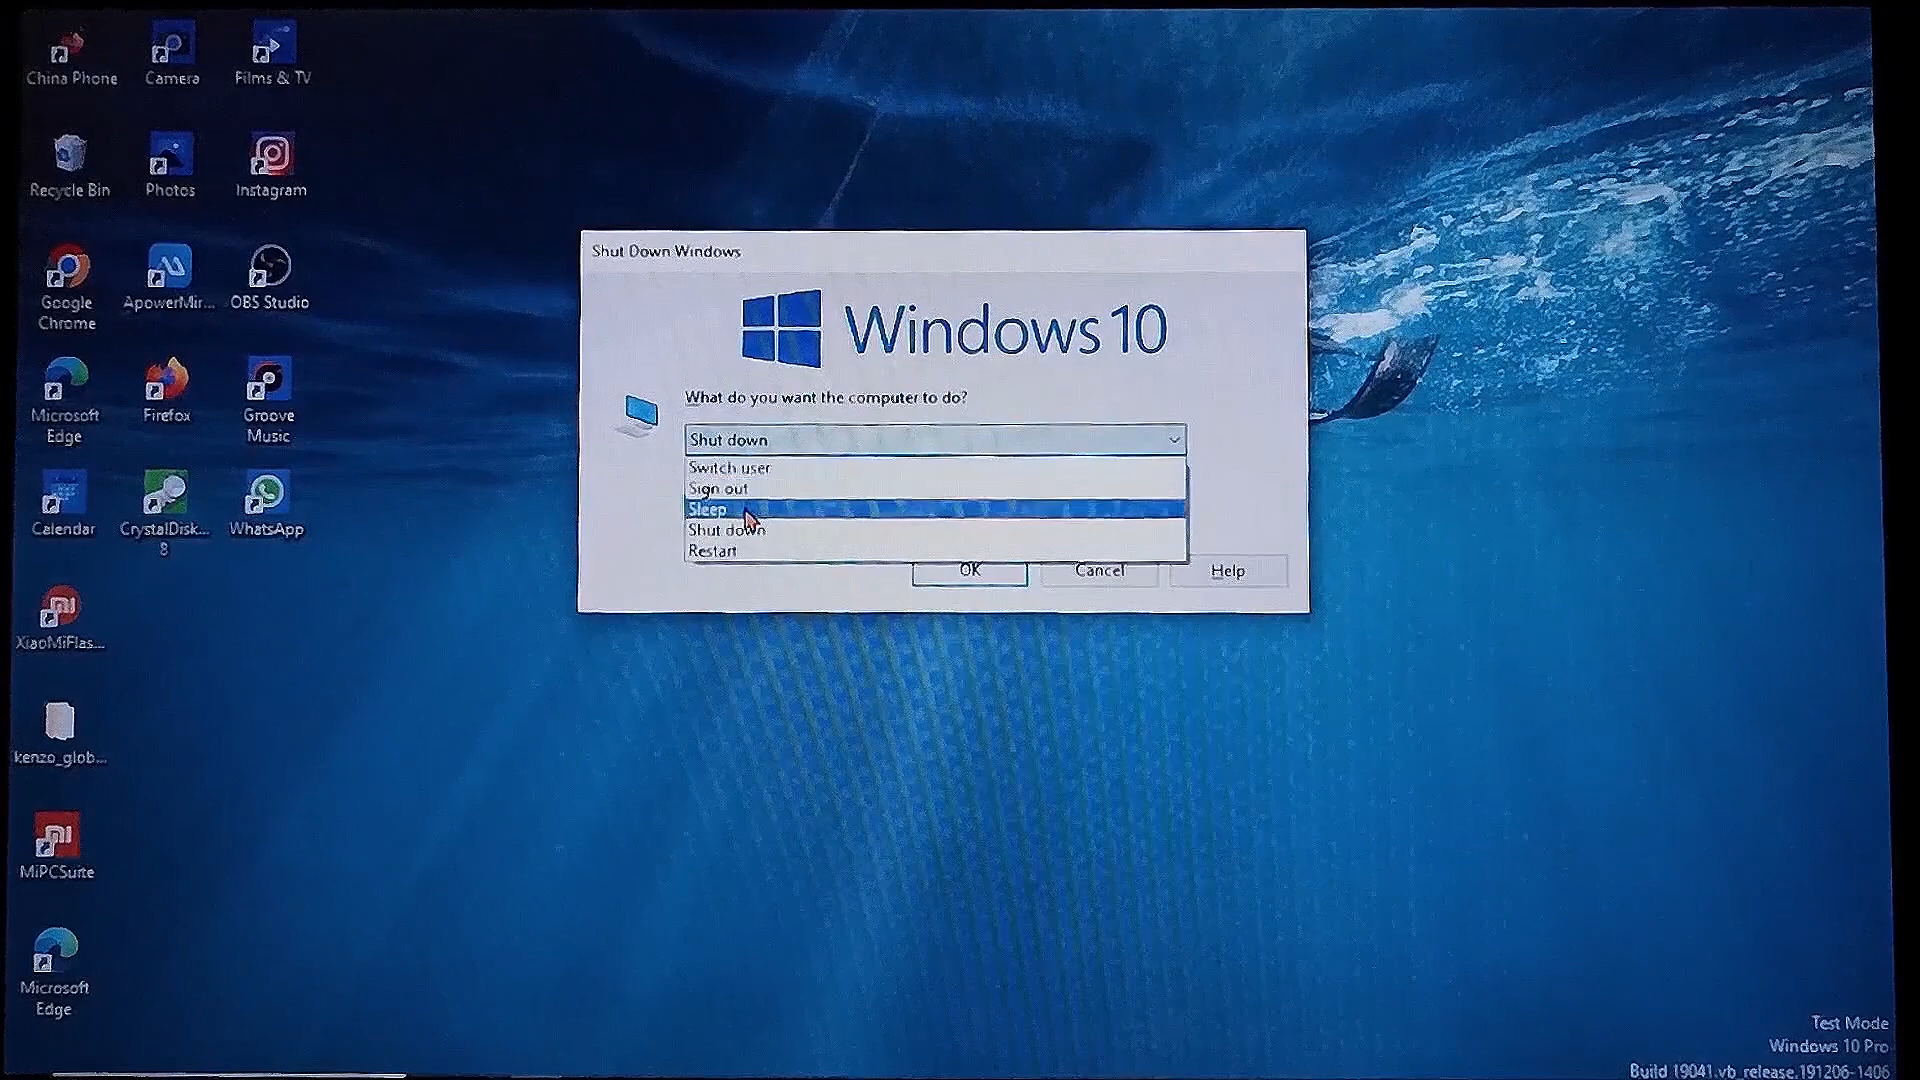 China Phone
Camera
Films & TV
Recycle Bin
Photos
Instagram
Google
Chrome
ApowerMir...
OBS Studio
Microsoft
Edge
Firefox
Groove
Music
Calendar
CrystalDisk...
8
WhatsApp
XiaoMiFlas...
kenzo_glob...
MiPCSuite
Microsoft
Edge
Shut Down Windows
Windows 10
What do you want the computer to do?
Shut down
Switch user
Sign out
Sleep
Shut down
Restart
OK
Cancel
Help
Test Mode
Windows 10 Pro
Build 19041.vb_release.191206-1406